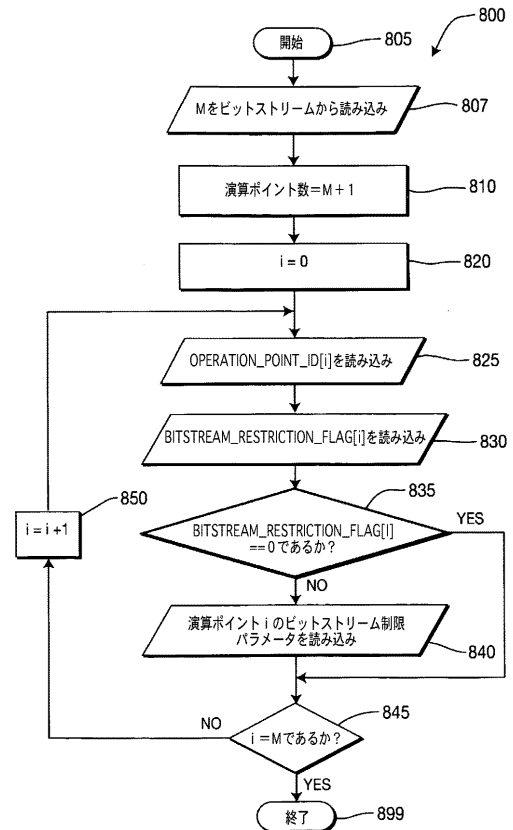 800
開始
805
Mをビットストリームから読み込み
807
演算ポイント数=M+1
810
i=0
820
OPERATION_POINT_ID[i]を読み込み
825
BITSTREAM_RESTRICTION_FLAG[i]を読み込み
830
835
BITSTREAM_RESTRICTION_FLAG[I]
==0であるか?
YES
NO
850
i=i+1
演算ポイントiのビットストリーム制限
パラメータを読み込み
840
845
i=Mであるか?
NO
YES
終了
899